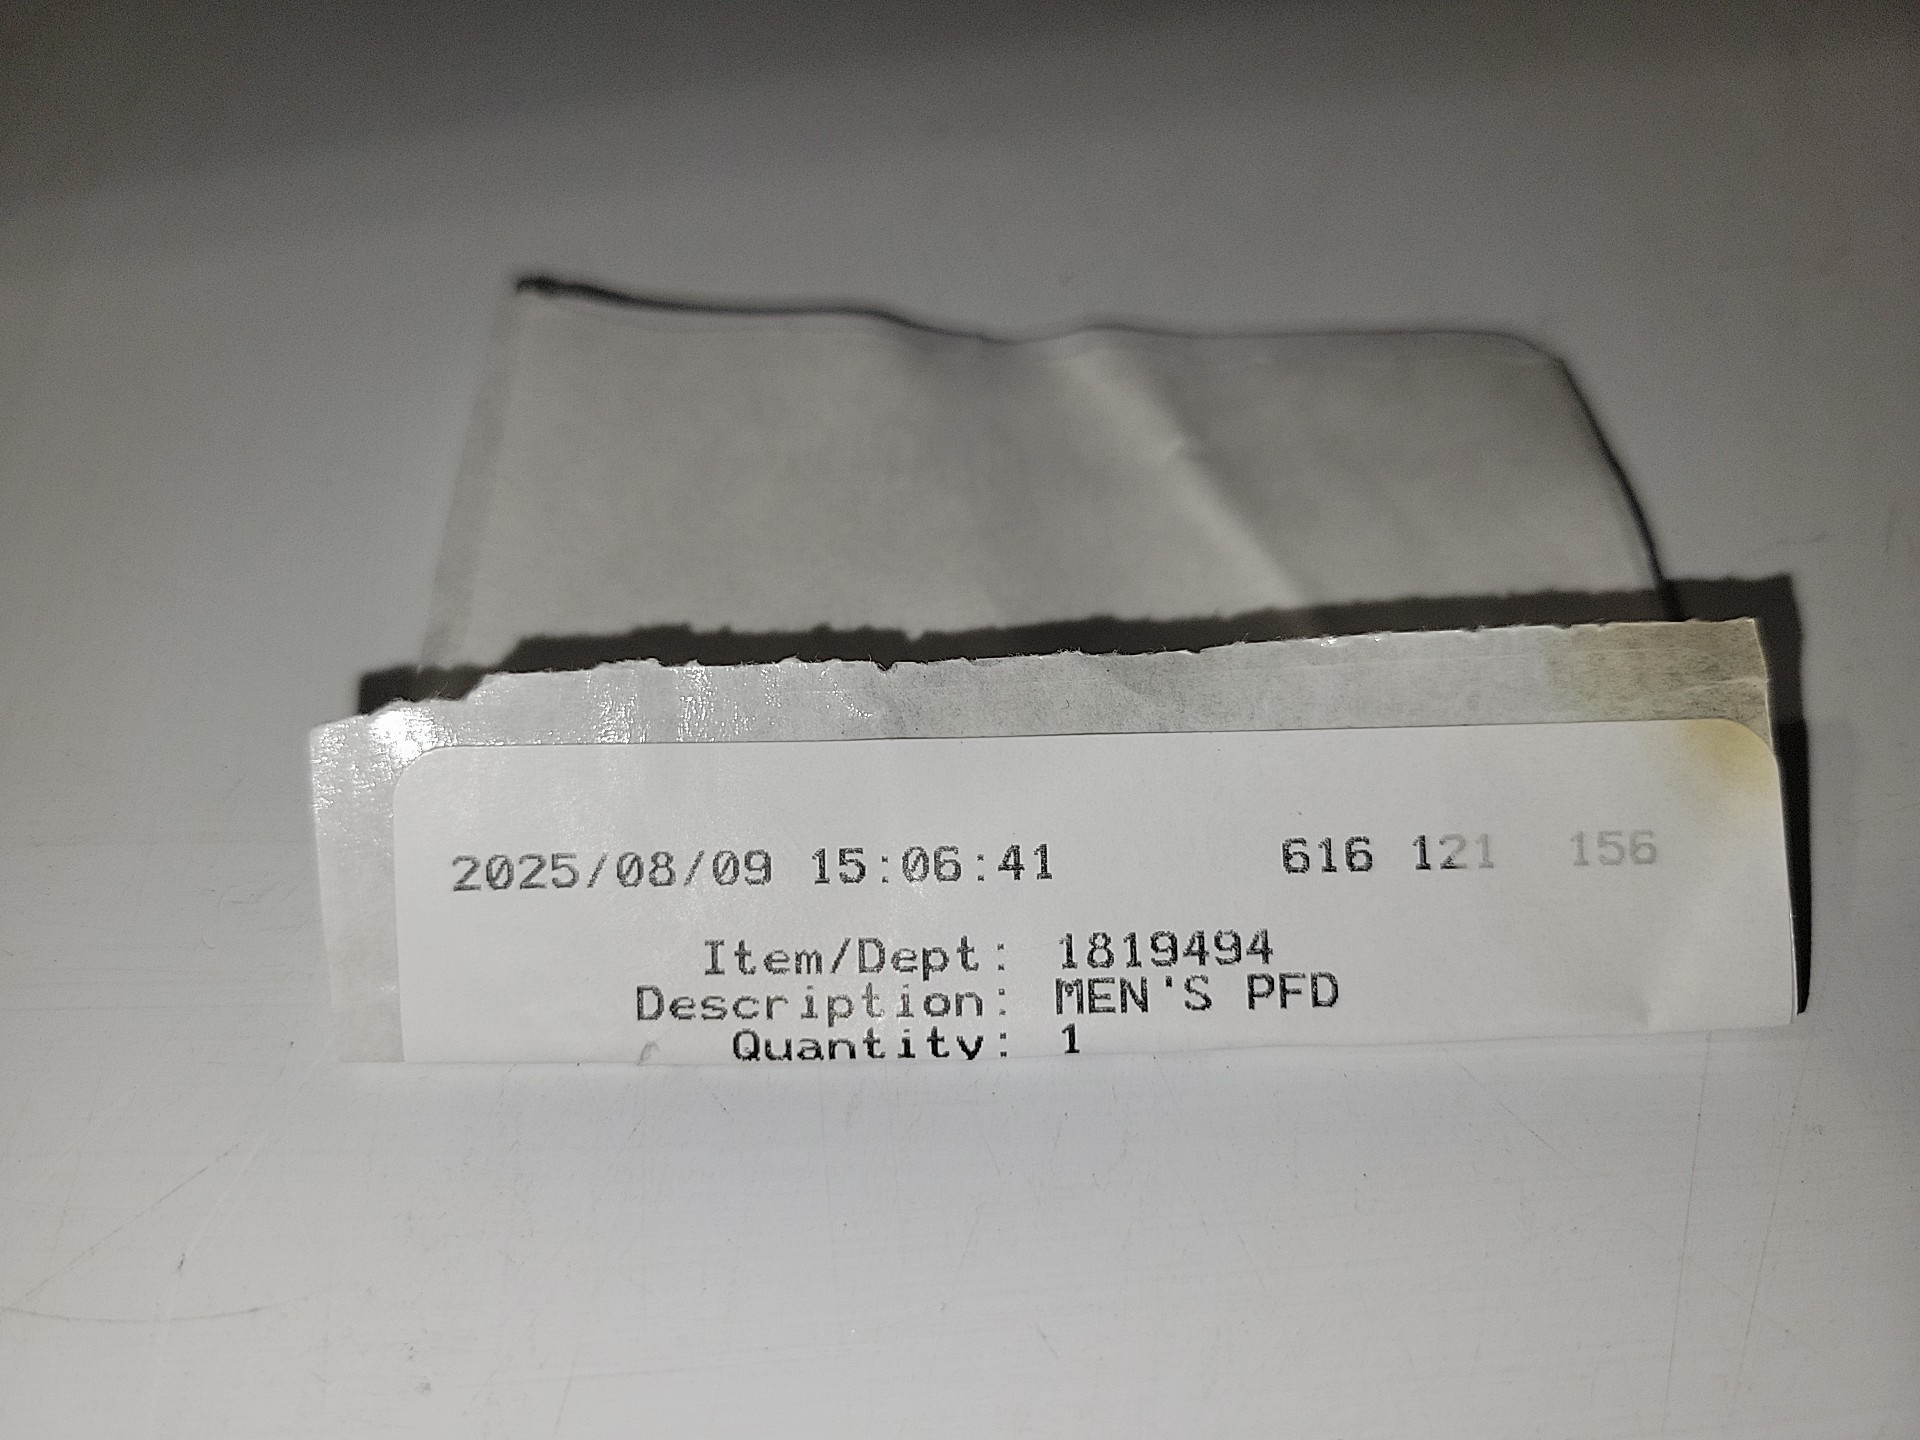 2025/08/09 15:06:41 616 121 156
Item/Dept: 1819494
Description: MEN'S PFD
Quantity: 1